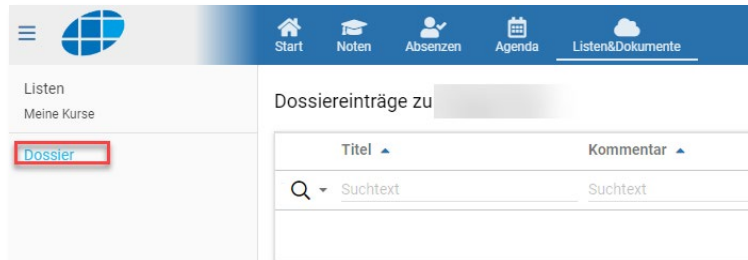 Start Noten Absenzen Agenda Listen&Dokumente
Listen
Meine Kurse
Dossier
Dossiereinträge zu
Titel Kommentar
Suchtext Suchtext